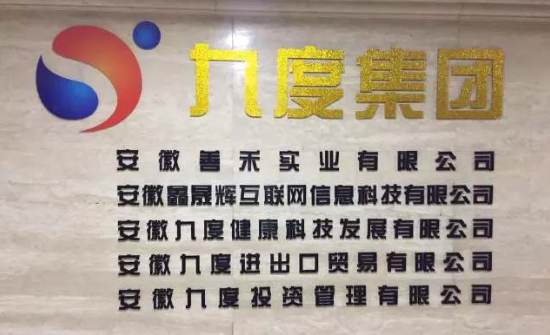 九度集团
安徽善禾实业有限公司
安徽鑫晟辉互联网信息科技有限公司
安徽九度健康科技发展有限公司
安徽九度进出口贸易有限公司
安徽九度投资管理有限公司